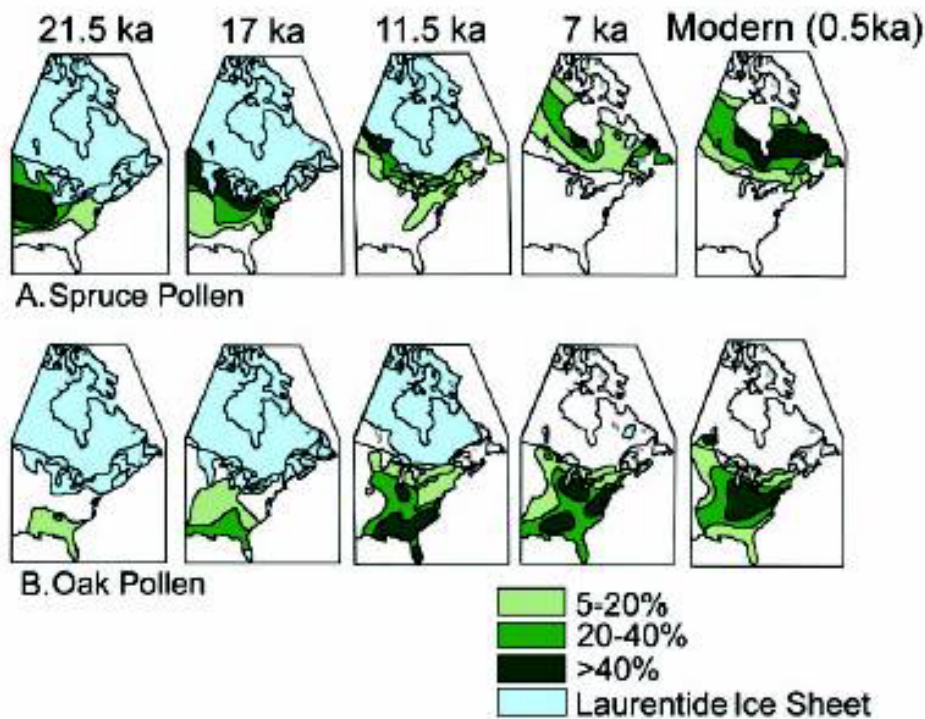 21.5 ka 17 ka 11.5 ka 7 ka Modern (0.5ka)
A.Spruce Pollen
B.Oak Pollen
5-20%
20-40%
>40%
Laurentide Ice Sheet